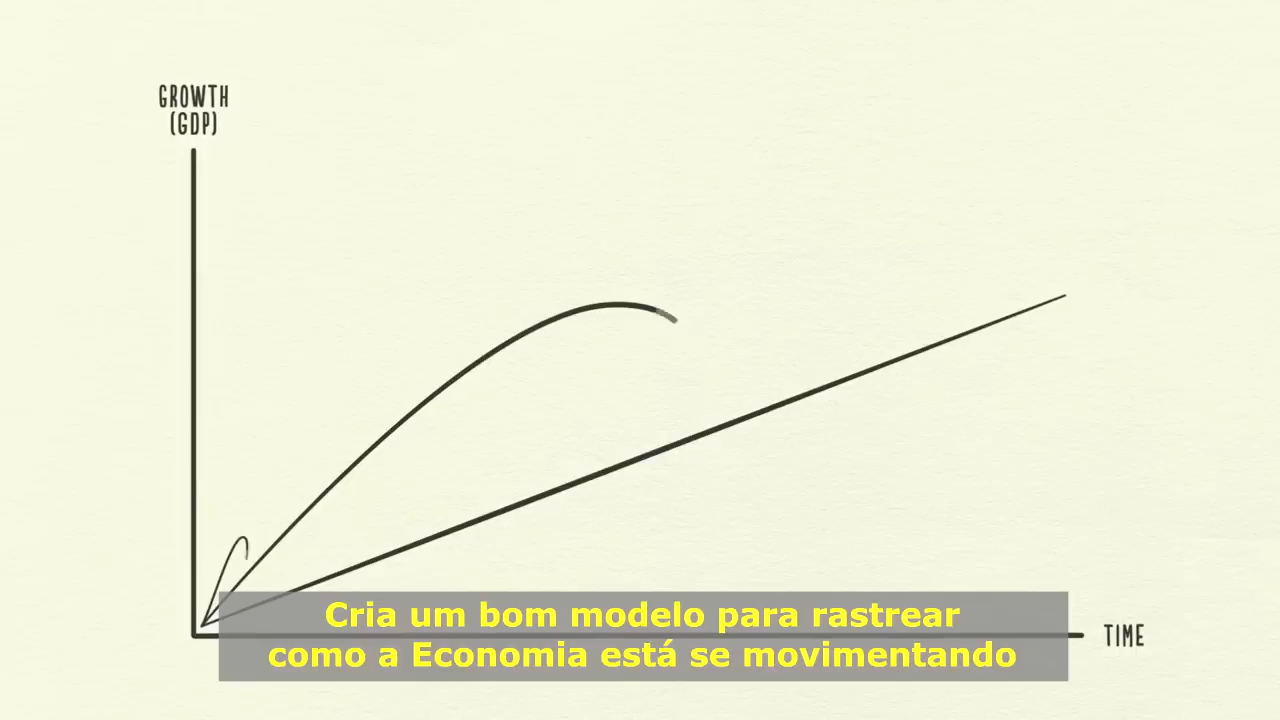 GROWTH
(GDP)
TIME
Cria um bom modelo para rastrear
como a Economia está se movimentando